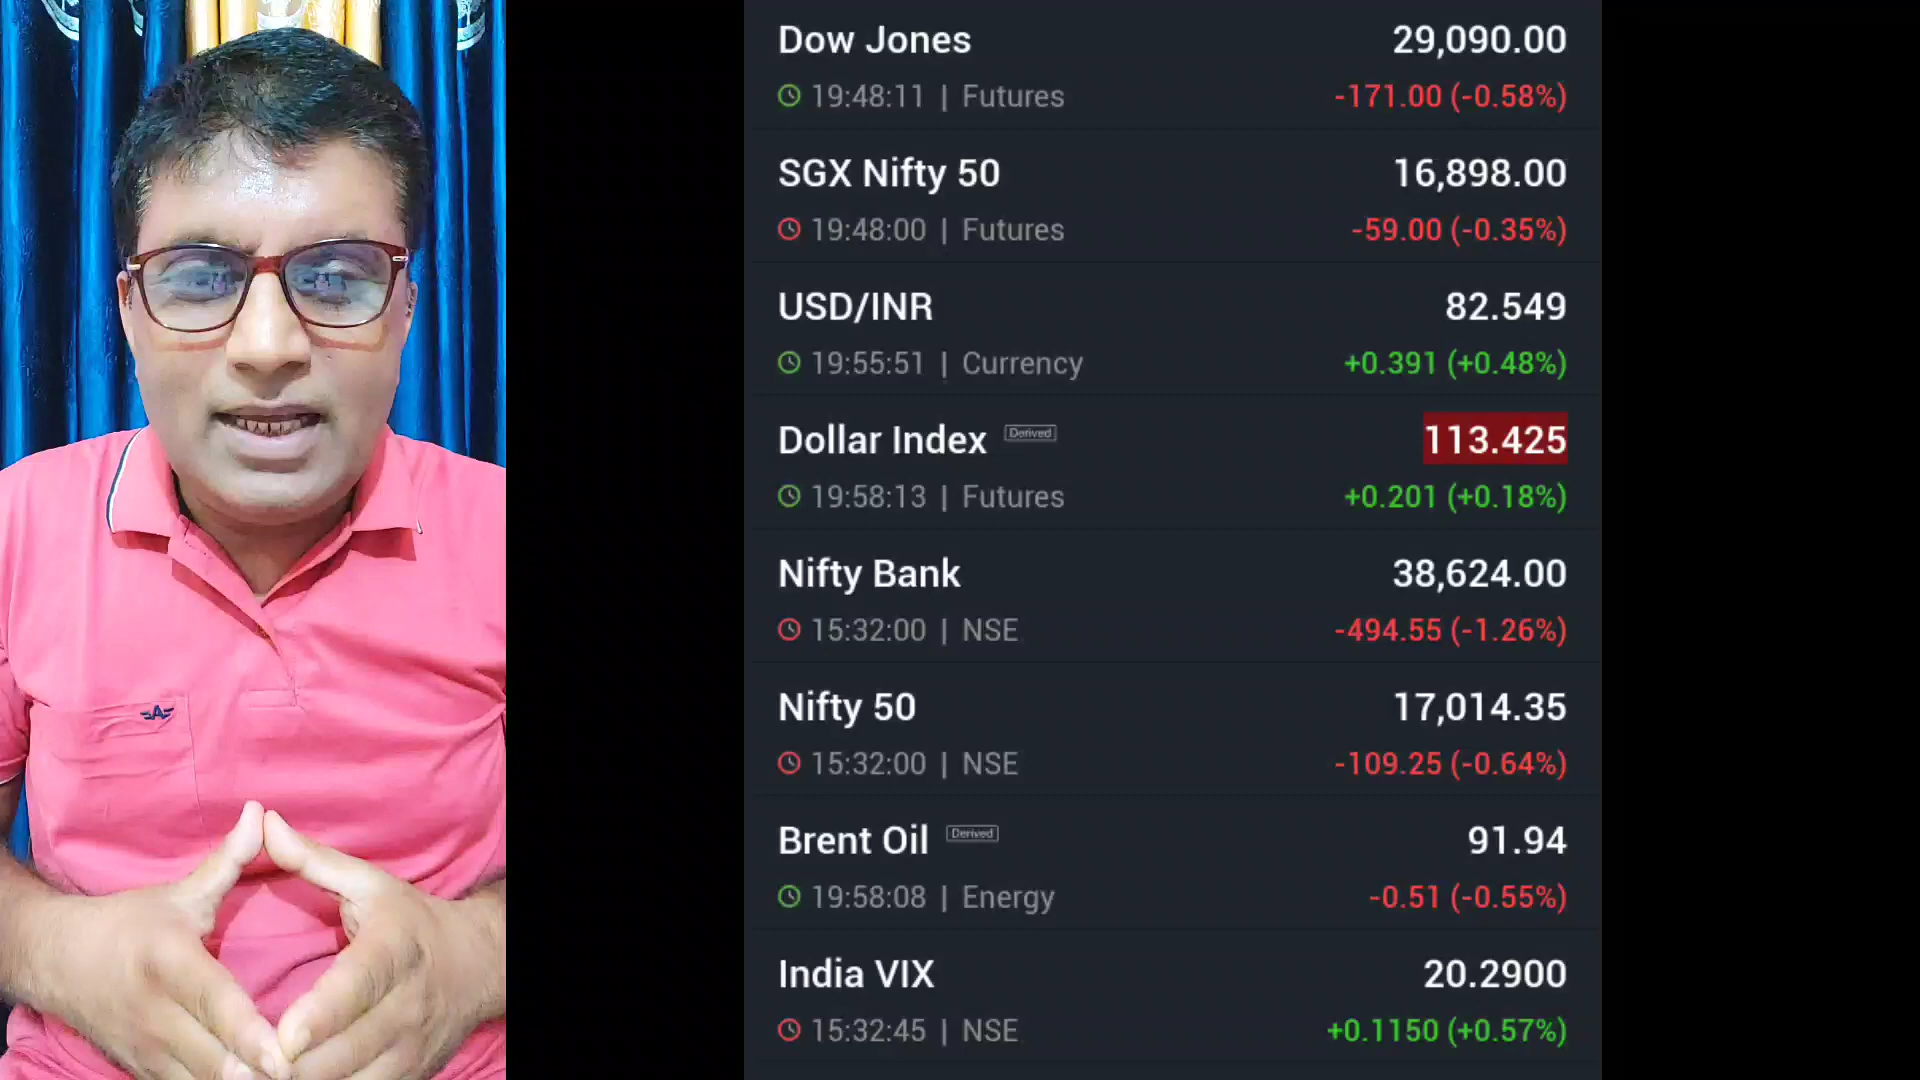 Dow Jones 29,090.00
19:48:11 | Futures -171.00 (-0.58%)
SGX Nifty 50 16,898.00
19:48:00 | Futures -59.00 (-0.35%)
USD/INR 82.549
19:55:51 | Currency +0.391 (+0.48%)
Dollar Index Derived 113.425
19:58:13 | Futures +0.201 (+0.18%)
Nifty Bank 38,624.00
15:32:00 | NSE -494.55 (-1.26%)
Nifty 50 17,014.35
15:32:00 | NSE -109.25 (-0.64%)
Brent Oil Derived 91.94
19:58:08 | Energy -0.51 (-0.55%)
India VIX 20.2900
15:32:45 | NSE +0.1150 (+0.57%)